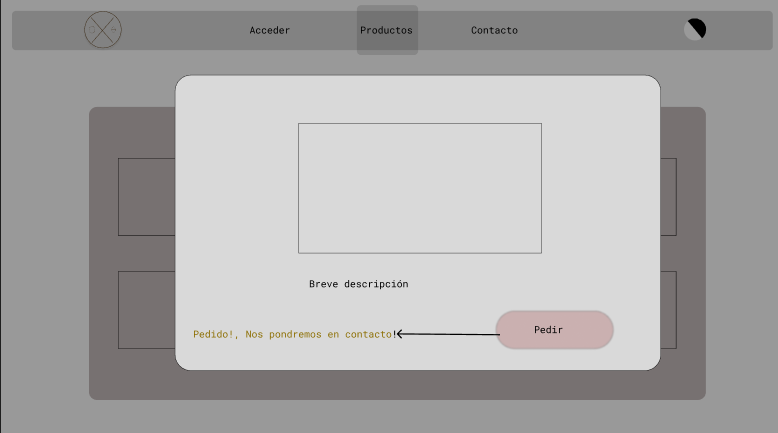 Acceder
Productos
Contacto
Breve descripción
Pedido!, Nos pondremos en contacto!
Pedir